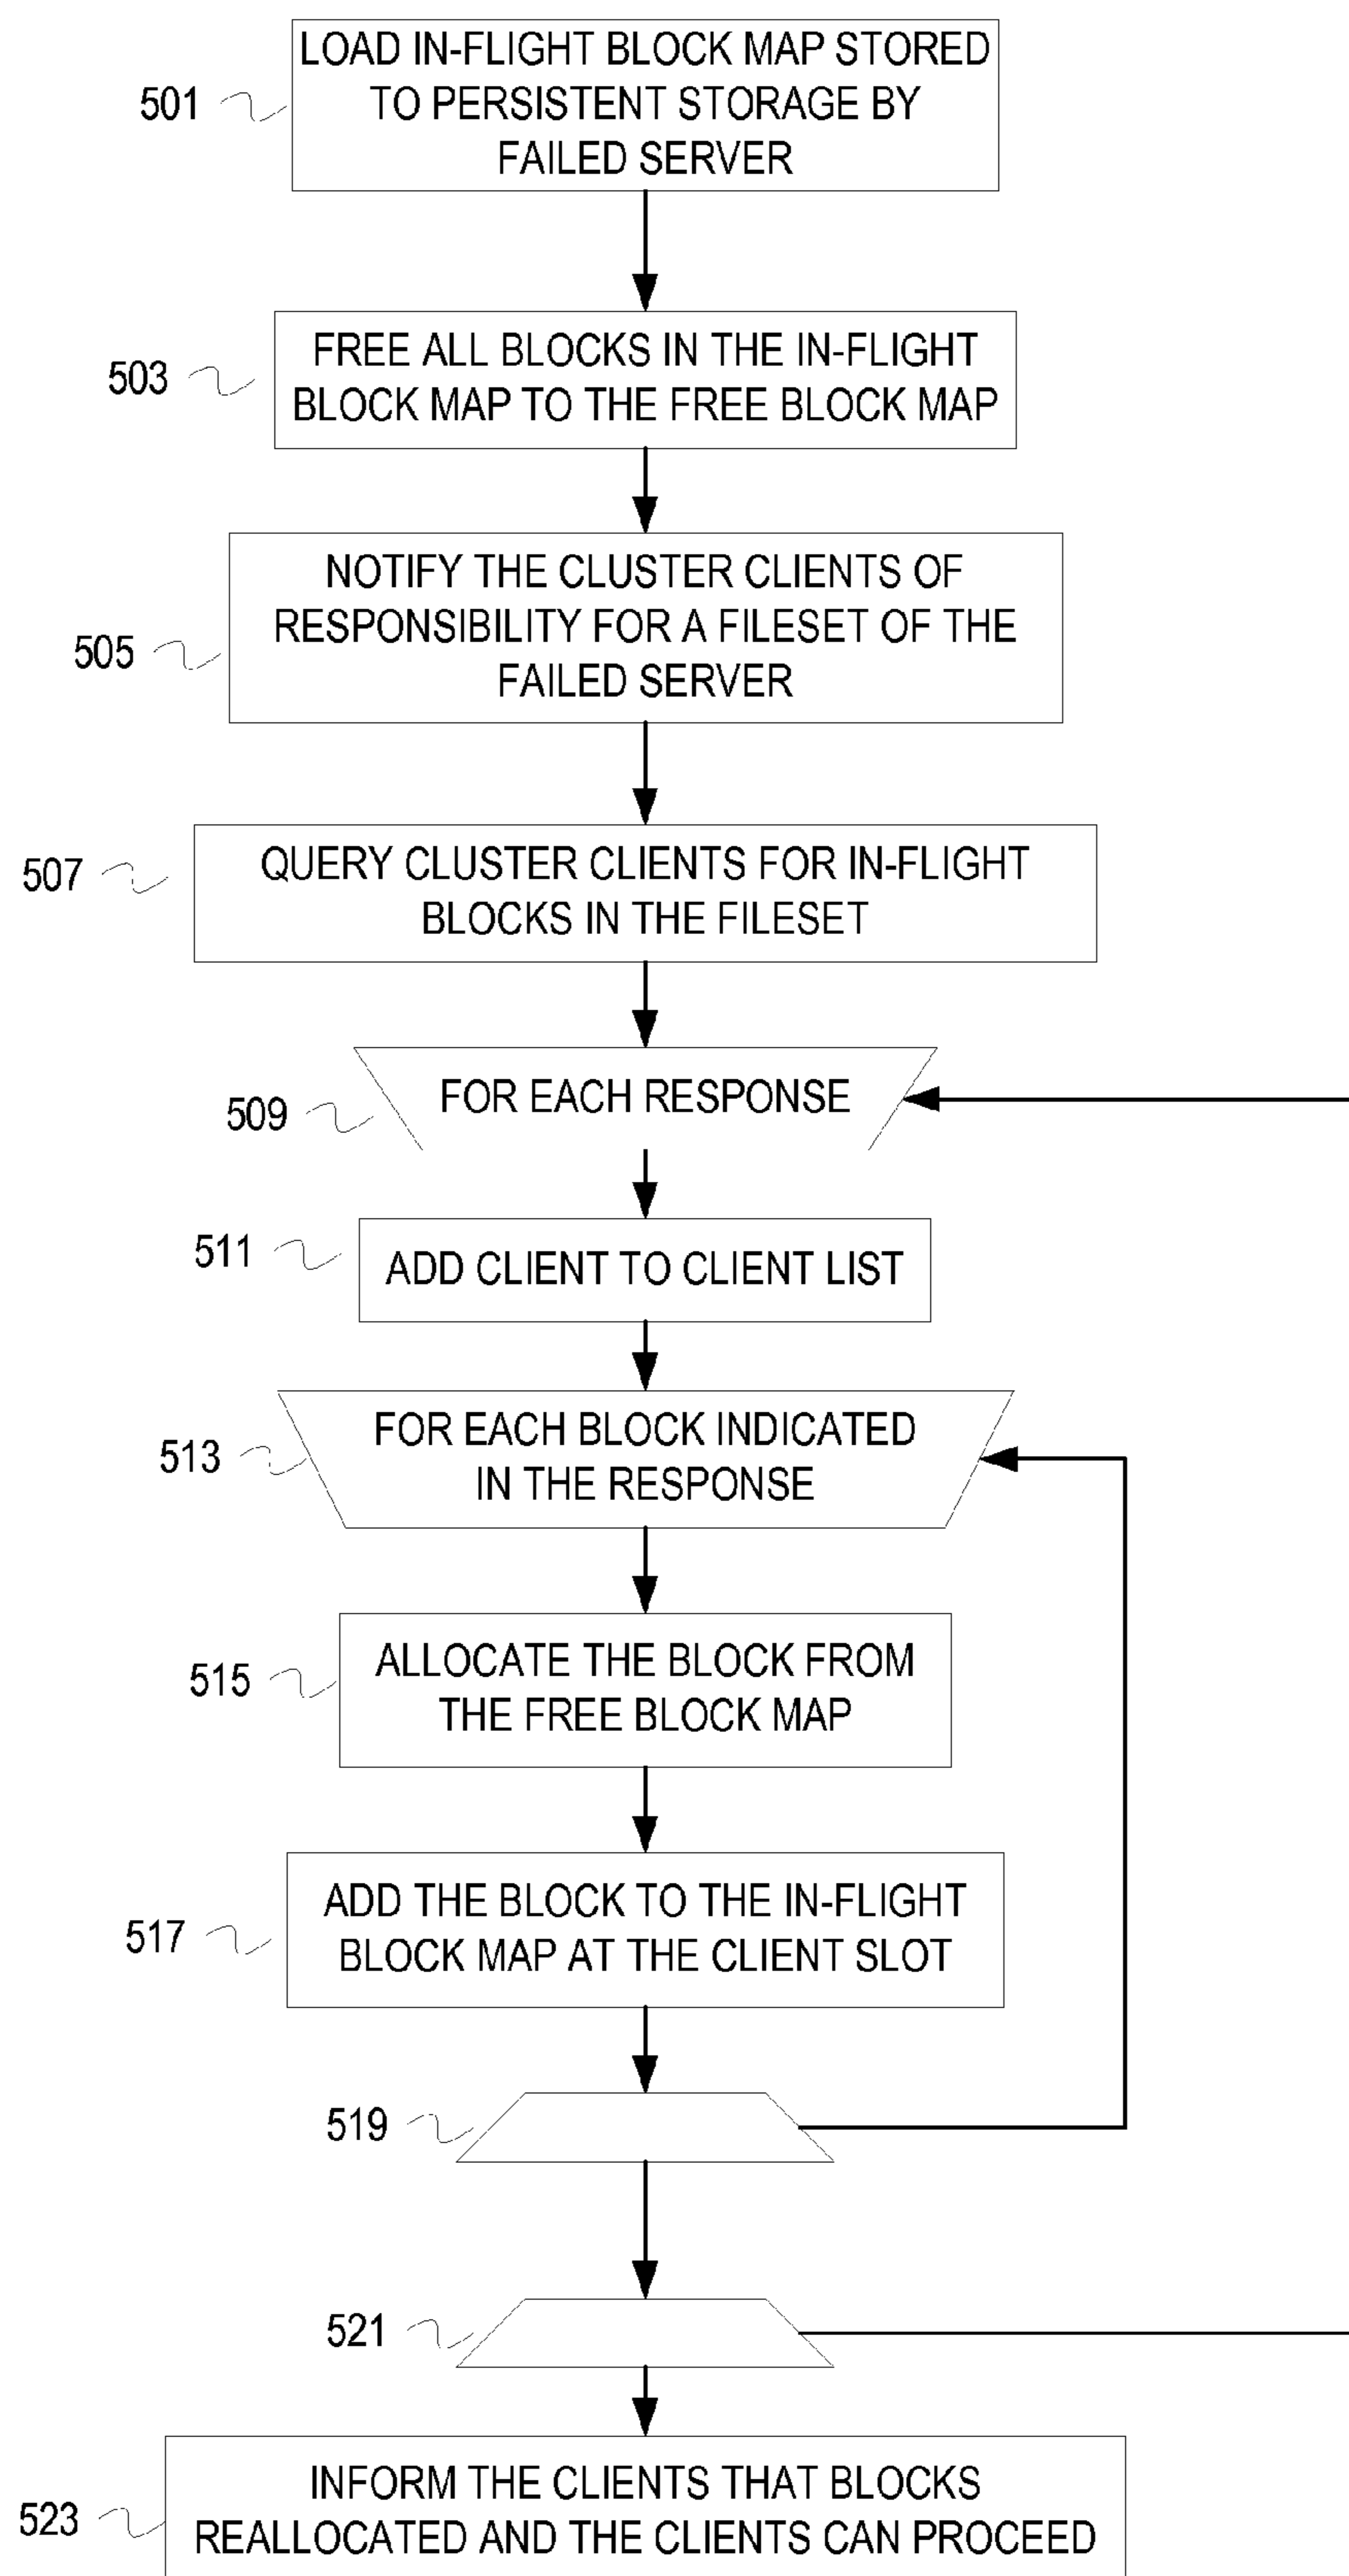 501
LOAD IN-FLIGHT BLOCK MAP STORED
TO PERSISTENT STORAGE BY
FAILED SERVER
503
FREE ALL BLOCKS IN THE IN-FLIGHT
BLOCK MAP TO THE FREE BLOCK MAP
505
NOTIFY THE CLUSTER CLIENTS OF
RESPONSIBILITY FOR A FILESET OF THE
FAILED SERVER
507
QUERY CLUSTER CLIENTS FOR IN-FLIGHT
BLOCKS IN THE FILESET
509
FOR EACH RESPONSE
511
ADD CLIENT TO CLIENT LIST
513
FOR EACH BLOCK INDICATED
IN THE RESPONSE
515
ALLOCATE THE BLOCK FROM
THE FREE BLOCK MAP
517
ADD THE BLOCK TO THE IN-FLIGHT
BLOCK MAP AT THE CLIENT SLOT
519
521
523
INFORM THE CLIENTS THAT BLOCKS
REALLOCATED AND THE CLIENTS CAN PROCEED